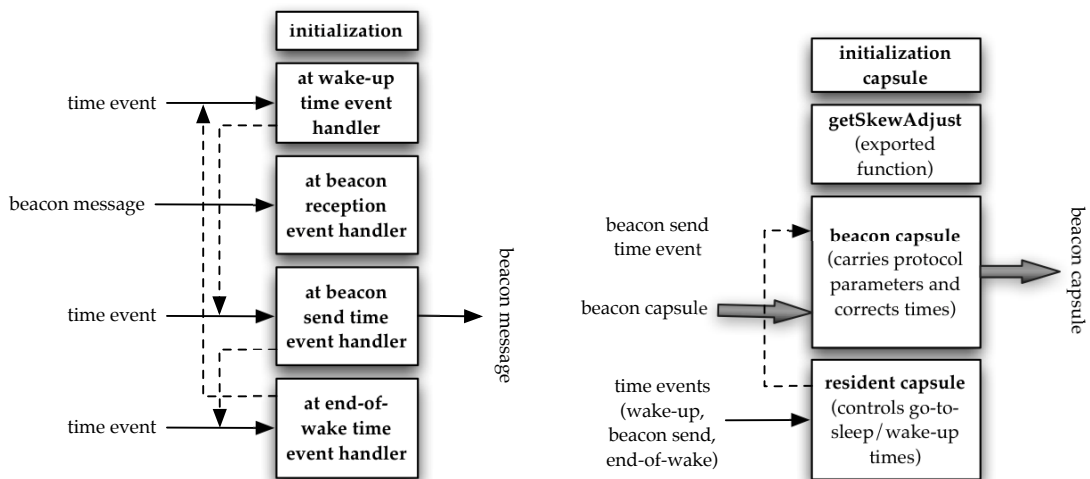 initialization
time event
at wake-up
time event
handler
beacon message
at beacon
reception
event handler
time event
at beacon
send time
event handler
beacon message
time event
at end-of-
wake time
event handler
initialization
capsule
getSkewAdjust
(exported
function)
beacon send
time event
beacon capsule
beacon capsule
(carries protocol
parameters and
corrects times)
beacon capsule
time events
(wake-up,
beacon send,
end-of-wake)
resident capsule
(controls go-to-
sleep/wake-up
times)